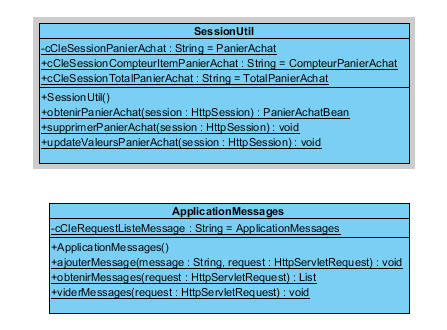 SessionUtil
-cCleSessionPanierAchat : String = PanierAchat
+cCleSessionCompteurItemPanierAchat : String = CompteurPanierAchat
+cCleSessionTotalPanierAchat : String = TotalPanierAchat
+SessionUtil()
+obtenirPanierAchat(session : HttpSession) : PanierAchatBean
+supprimerPanierAchat(session : HttpSession) : void
+updateValeursPanierAchat(session : HttpSession) : void
ApplicationMessages
-cCleRequestListeMessage : String = ApplicationMessages
+ApplicationMessages()
+ajouterMessage(message : String, request : HttpServletRequest) : void
+obtenirMessages(request : HttpServletRequest) : List
+viderMessages(request : HttpServletRequest) : void